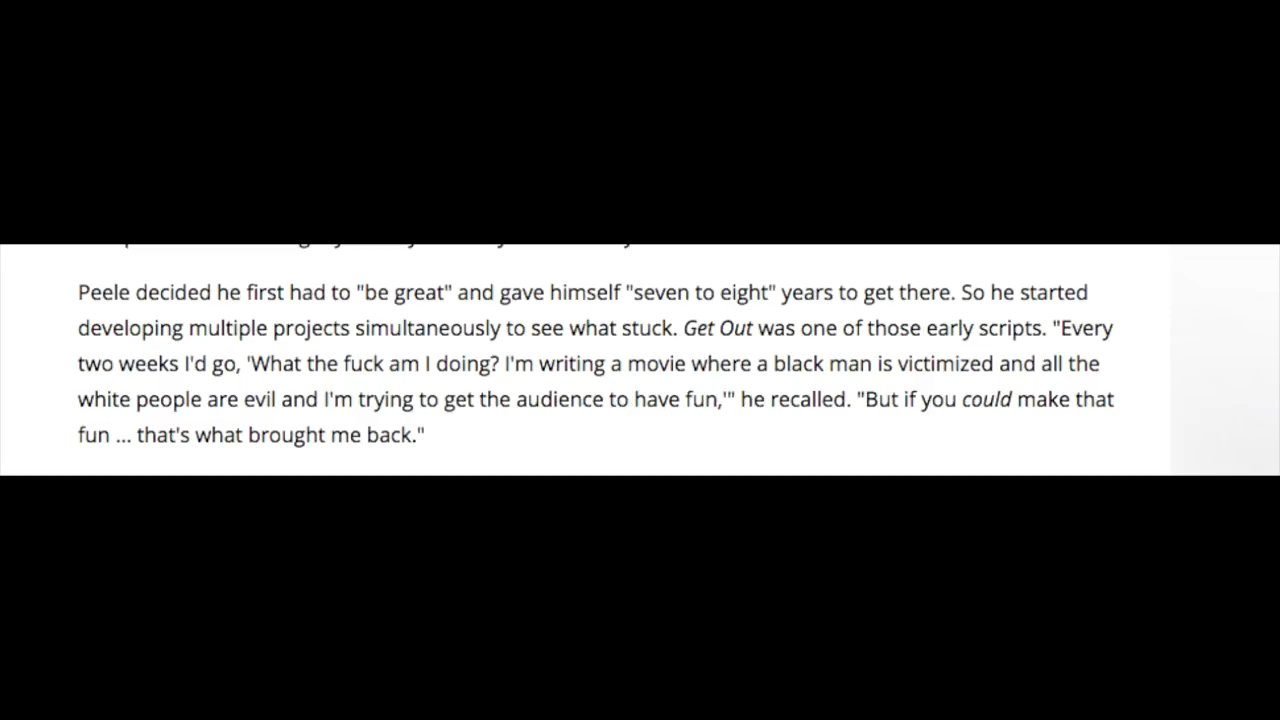 Peele decided he first had to "be great" and gave himself "seven to eight" years to get there. So he started
developing multiple projects simultaneously to see what stuck. Get Out was one of those early scripts. "Every
two weeks I'd go, 'What the fuck am I doing? I'm writing a movie where a black man is victimized and all the
white people are evil and I'm trying to get the audience to have fun,'" he recalled. "But if you could make that
fun ... that's what brought me back."